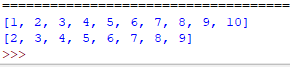 ===================================
[1, 2, 3, 4, 5, 6, 7, 8, 9, 10]
[2, 3, 4, 5, 6, 7, 8, 9]
>>>